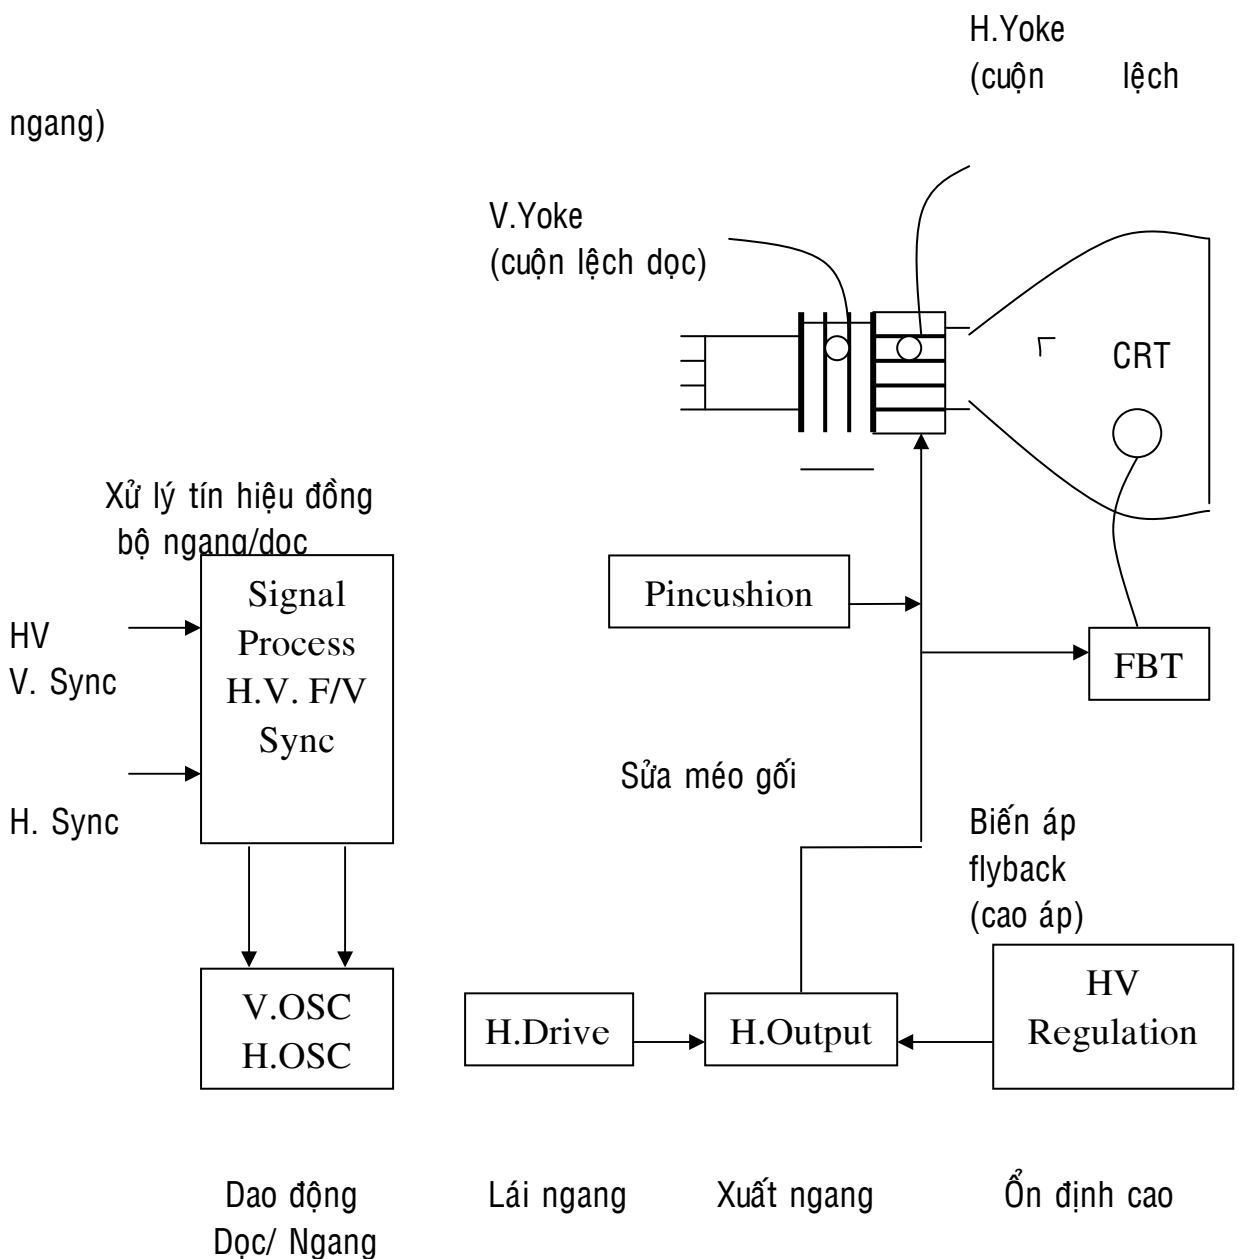 H.Yoke
(cuộn lệch
ngang)
V.Yoke
(cuộn lệch dọc)
CRT
Xử lý tín hiệu đồng
bộ ngang/dọc
Signal
Process
H.V. F/V
Sync
HV
V. Sync
H. Sync
Pincushion
FBT
Sửa méo gối
Biến áp
flyback
(cao áp)
V.OSC
H.OSC
H.Drive
H.Output
HV
Regulation
Dao động
Dọc/ Ngang
Lái ngang
Xuất ngang
Ổn định cao